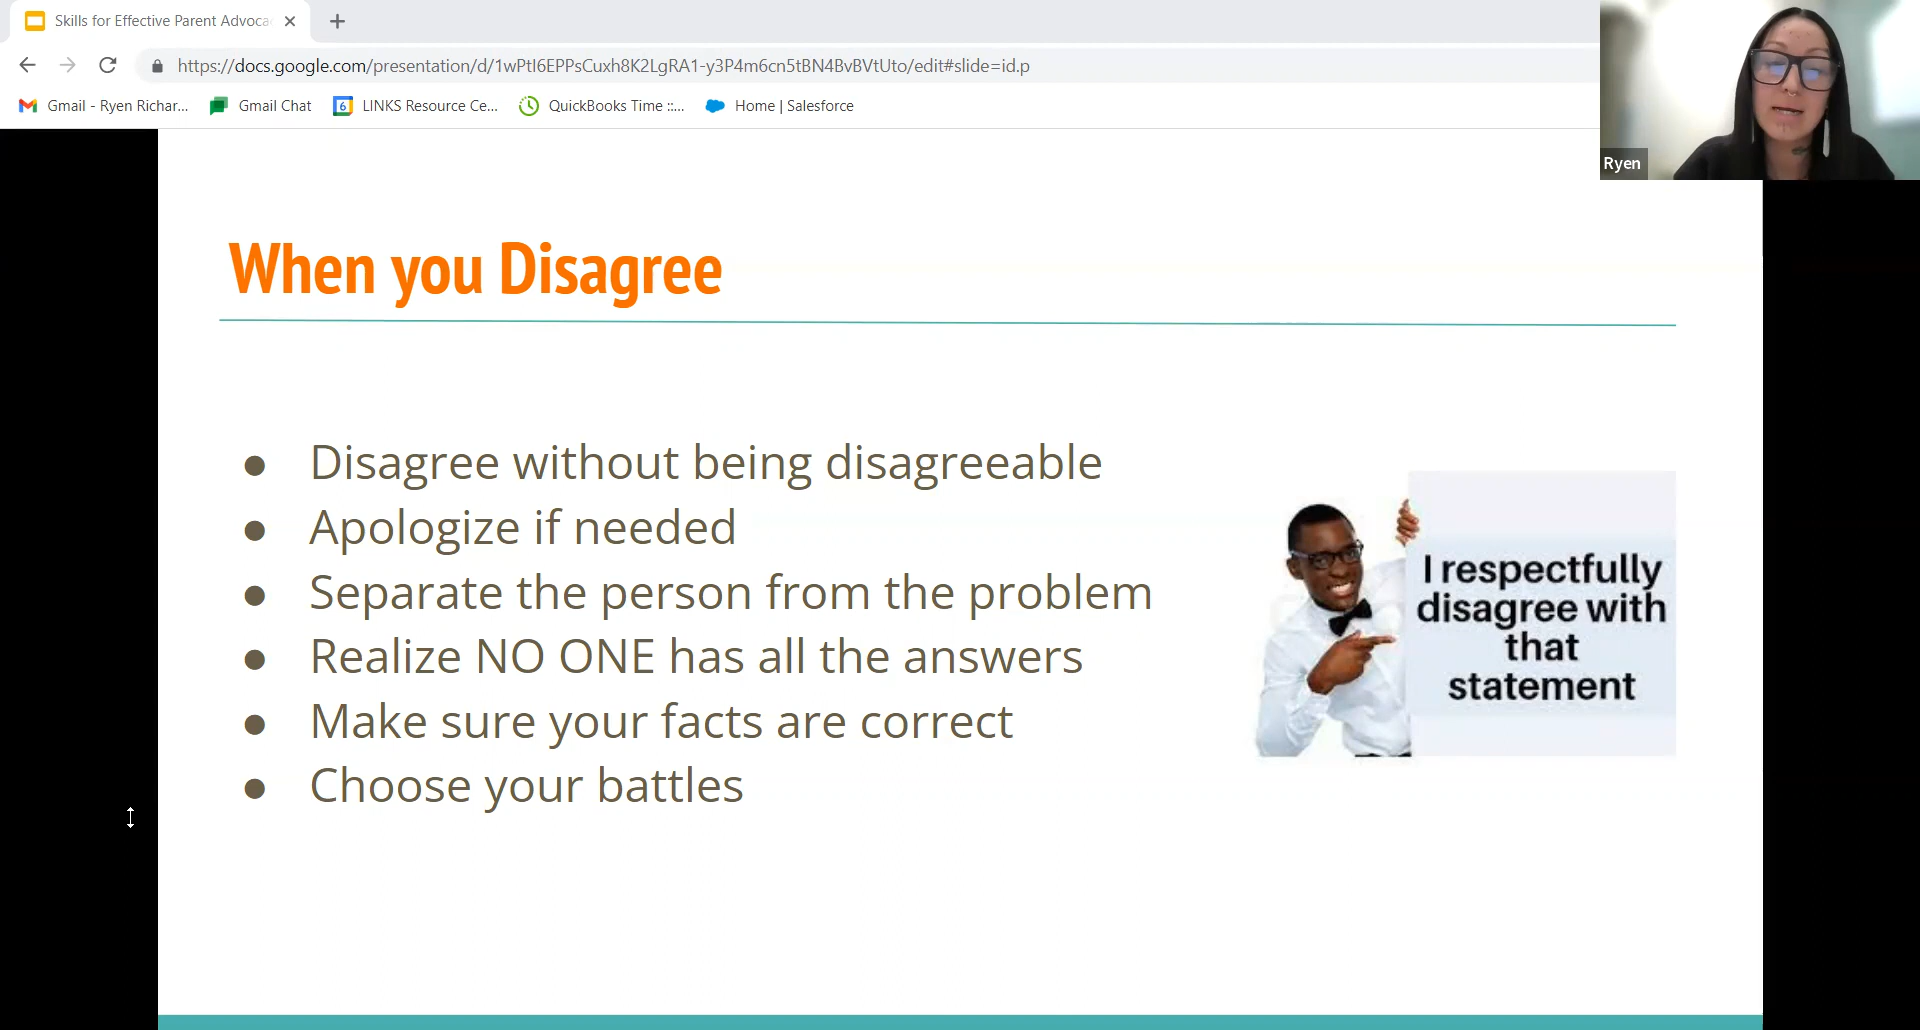 Skills for Effective Parent Advoca
https://docs.google.com/presentation/d/1wPtI6EPPsCuxh8K2LgRA1-y3P4m6cn5tBN4BvBVtUto/edit#slide=id.p
Gmail - Ryen Richar... Gmail Chat 6 LINKS Resource Ce... QuickBooks Time ::... Home | Salesforce
Ryen
When you Disagree
● Disagree without being disagreeable
● Apologize if needed
● Separate the person from the problem
● Realize NO ONE has all the answers
● Make sure your facts are correct
● Choose your battles
I respectfully
disagree with
that
statement